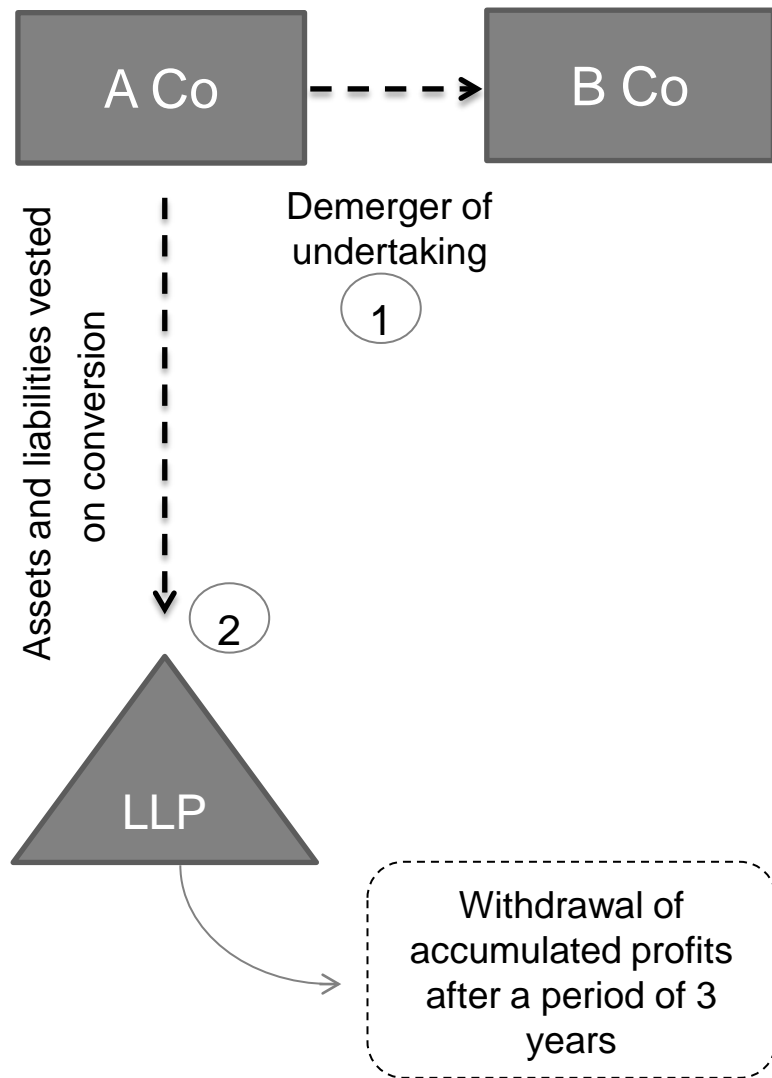 A Co
B Co
Demerger of
undertaking
1
Assets and liabilities vested
on conversion
2
LLP
Withdrawal of
accumulated profits
after a period of 3
years